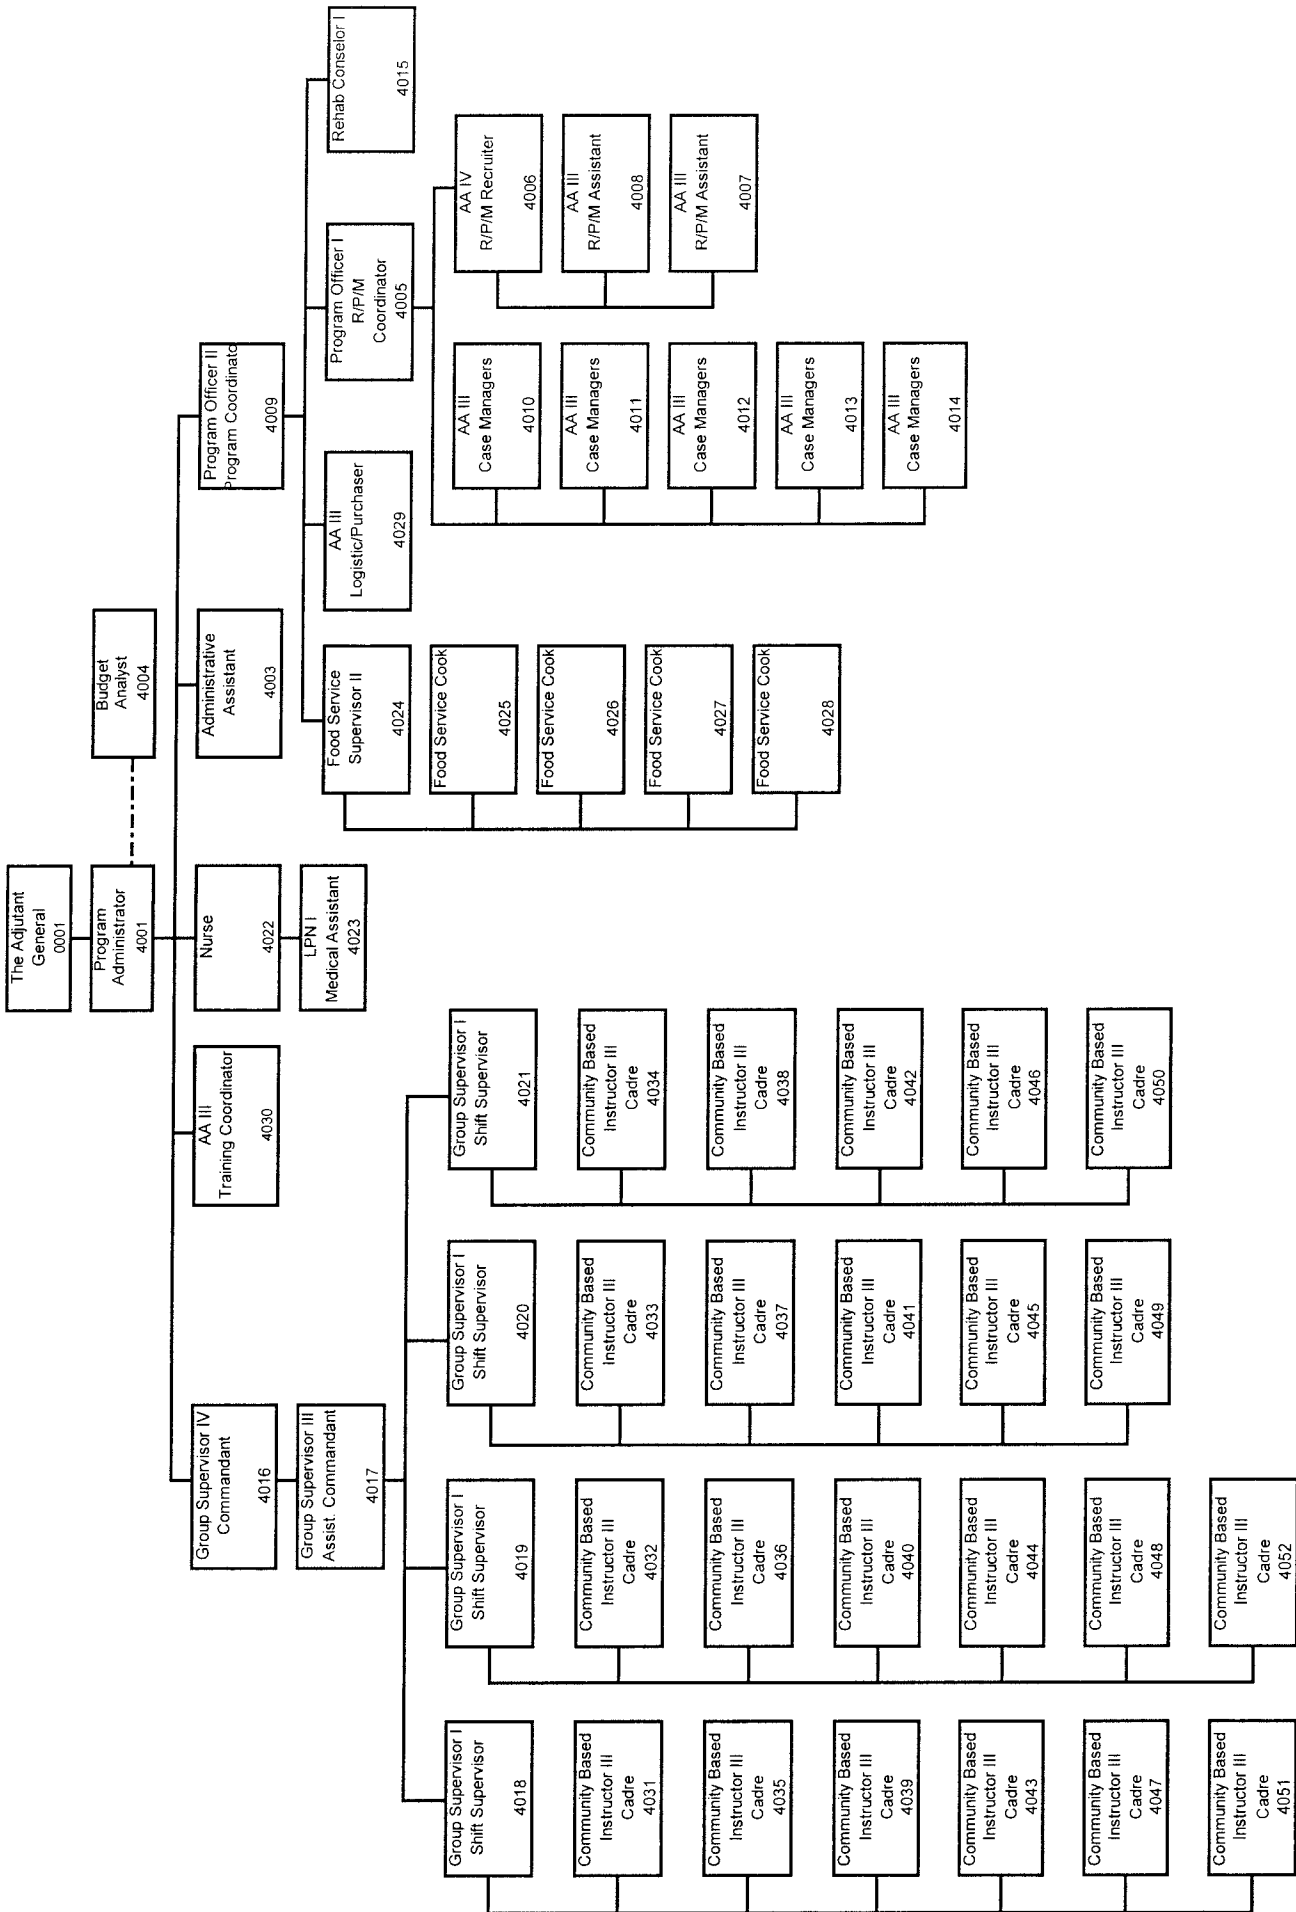 The Adjutant
General
0001
Program
Administrator
4001
Budget
Analyst
4004
Group Supervisor IV
Commandant
4016
AA III
Training Coordinator
4030
Nurse
4022
Administrative
Assistant
4003
Program Officer II
Program Coordinato
4009
Group Supervisor III
Assist. Commandant
4017
LPN I
Medical Assistant
4023
Food Service
Supervisor II
4024
AA III
Logistic/Purchaser
4029
Program Officer I
R/P/M
Coordinator
4005
Rehab Conselor I
4015
Group Supervisor I
Shift Supervisor
4018
Community Based
Instructor III
Cadre
4031
Community Based
Instructor III
Cadre
4035
Community Based
Instructor III
Cadre
4039
Community Based
Instructor III
Cadre
4043
Community Based
Instructor III
Cadre
4047
Community Based
Instructor III
Cadre
4051
Group Supervisor I
Shift Supervisor
4019
Community Based
Instructor III
Cadre
4032
Community Based
Instructor III
Cadre
4036
Community Based
Instructor III
Cadre
4040
Community Based
Instructor III
Cadre
4044
Community Based
Instructor III
Cadre
4048
Community Based
Instructor III
Cadre
4052
Group Supervisor I
Shift Supervisor
4020
Community Based
Instructor III
Cadre
4033
Community Based
Instructor III
Cadre
4037
Community Based
Instructor III
Cadre
4041
Community Based
Instructor III
Cadre
4045
Community Based
Instructor III
Cadre
4049
Group Supervisor I
Shift Supervisor
4021
Community Based
Instructor III
Cadre
4034
Community Based
Instructor III
Cadre
4038
Community Based
Instructor III
Cadre
4042
Community Based
Instructor III
Cadre
4046
Community Based
Instructor III
Cadre
4050
Food Service Cook
4025
Food Service Cook
4026
Food Service Cook
4027
Food Service Cook
4028
AA III
Case Managers
4010
AA III
Case Managers
4011
AA III
Case Managers
4012
AA III
Case Managers
4013
AA III
Case Managers
4014
AA IV
R/P/M Recruiter
4006
AA III
R/P/M Assistant
4008
AA III
R/P/M Assistant
4007